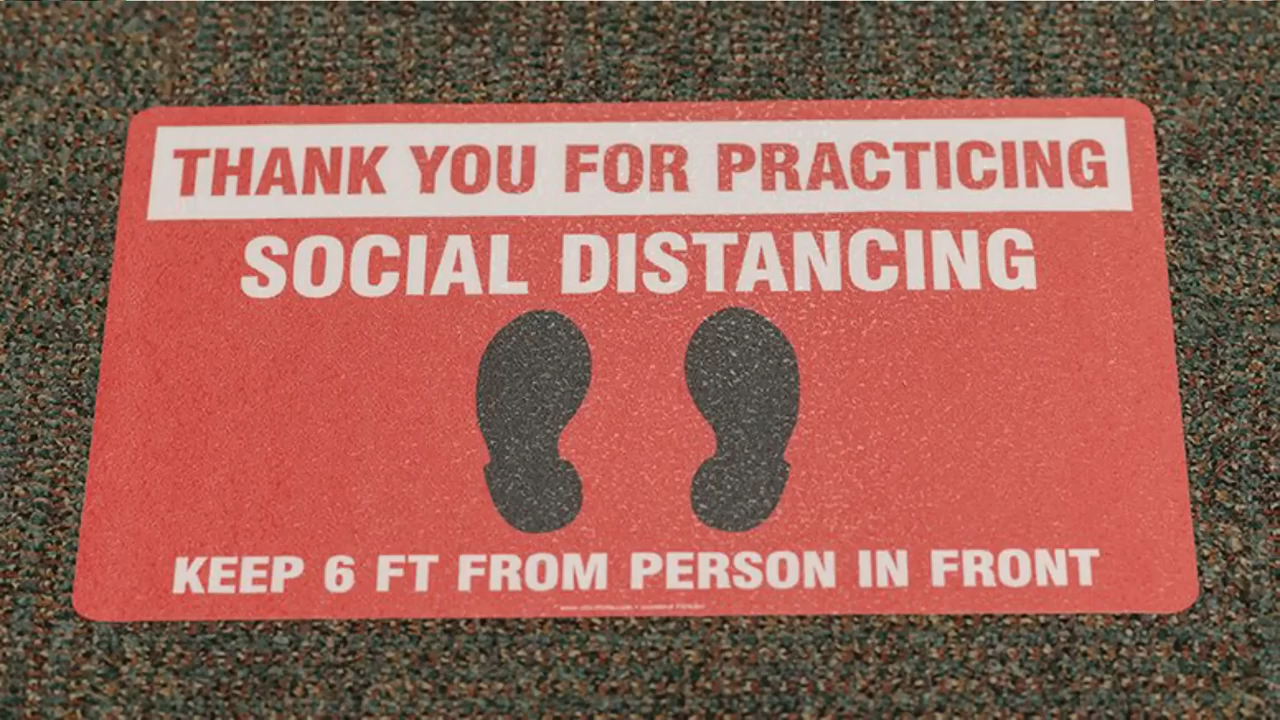 THANK YOU FOR PRACTICING
SOCIAL DISTANCING
KEEP 6 FT FROM PERSON IN FRONT